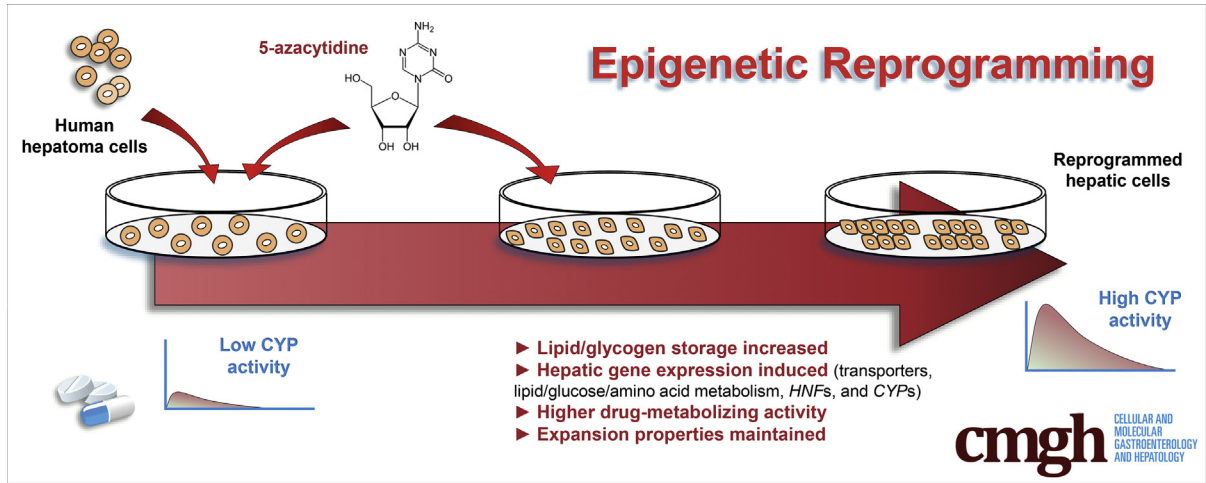 5-azacytidine
NH₂
N
N
HO
N
O
O
OH
OH
Epigenetic Reprogramming
Human
hepatoma cells
Reprogrammed
hepatic cells
Low CYP
activity
► Lipid/glycogen storage increased
► Hepatic gene expression induced (transporters,
lipid/glucose/amino acid metabolism, HNFs, and CYPs)
► Higher drug-metabolizing activity
► Expansion properties maintained
High CYP
activity
cmgh
CELLULAR AND
MOLECULAR
GASTROENTEROLOGY
AND HEPATOLOGY